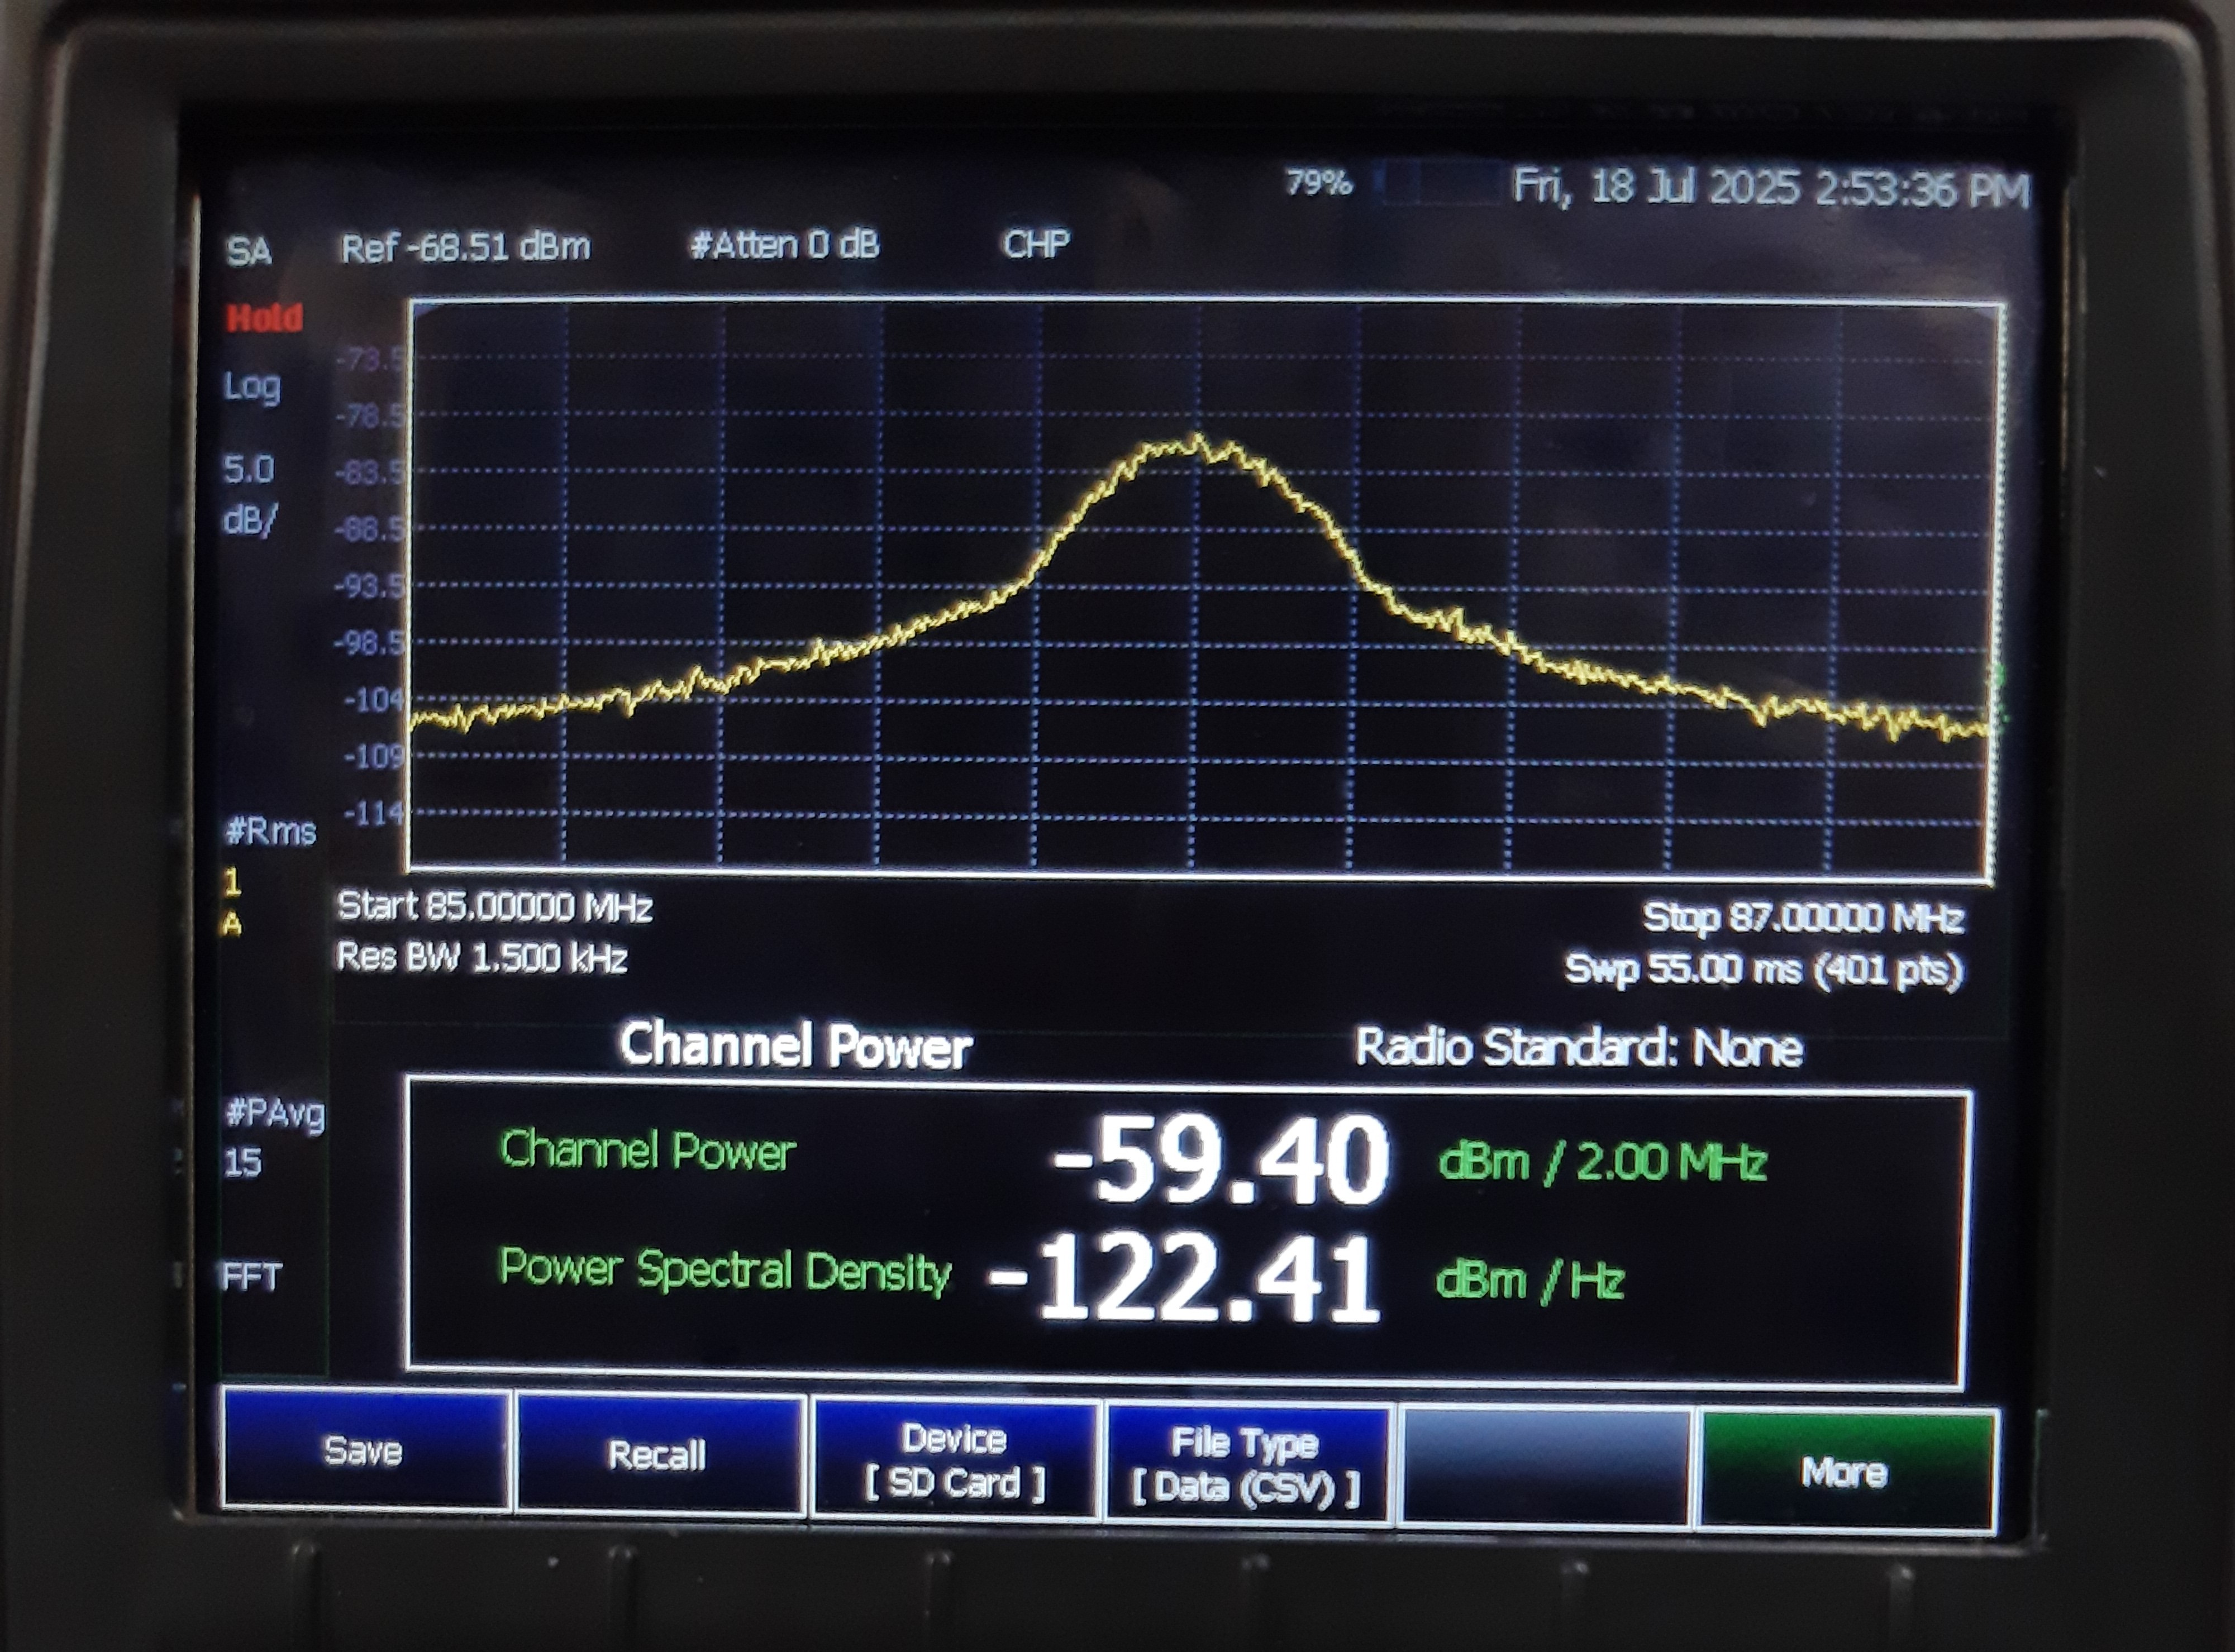 79% Fri, 18 Jul 2025 2:53:36 PM
SA Ref -68.51 dBm #Atten 0 dB CHP
Hold
-73.5
Log
-78.5
5.0
-83.5
dB/
-88.5
-93.5
-98.5
-104
-109
-114
#Rms
1
A
Start 85.00000 MHz Stop 87.00000 MHz
Res BW 1.500 kHz Swp 55.00 ms (401 pts)
Channel Power Radio Standard: None
#PAvg
15
Channel Power -59.40 dBm / 2.00 MHz
FFT
Power Spectral Density -122.41 dBm / Hz
Save
Recall
Device
[ SD Card ]
File Type
[ Data (CSV) ]
More